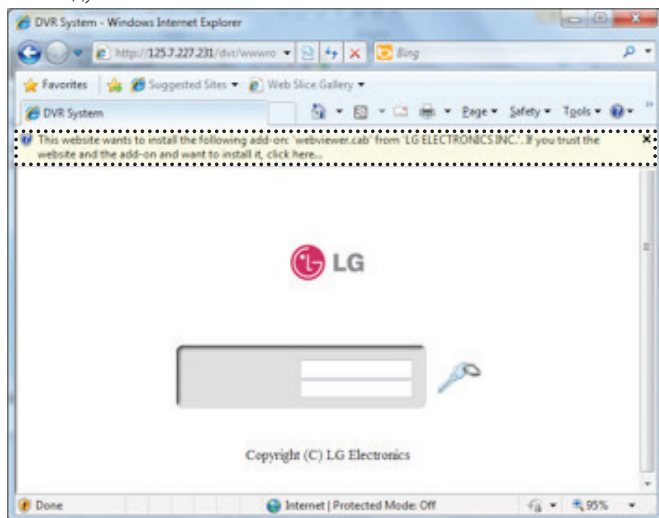 DVR System - Windows Internet Explorer
http://125.7.227.231/dvr/wwwro
Bing
Favorites
Suggested Sites
Web Slice Gallery
DVR System
Page
Safety
Tools
This website wants to install the following add-on: 'webviewer.cab' from 'LG ELECTRONICS INC.'. If you trust the
website and the add-on and want to install it, click here...
LG
Copyright (C) LG Electronics
Done
Internet | Protected Mode: Off
95%